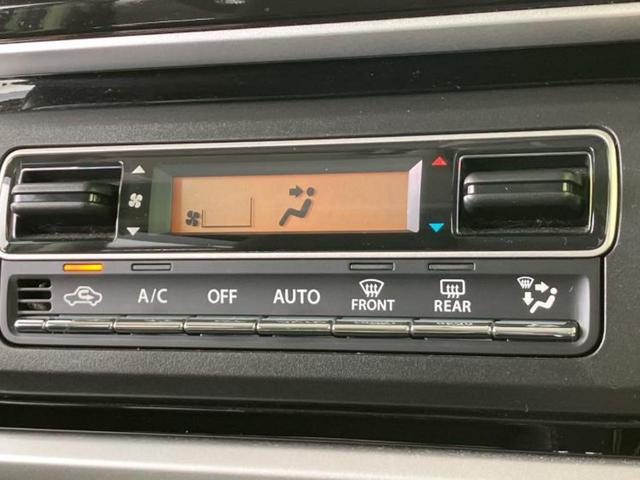 A/C OFF AUTO FRONT REAR